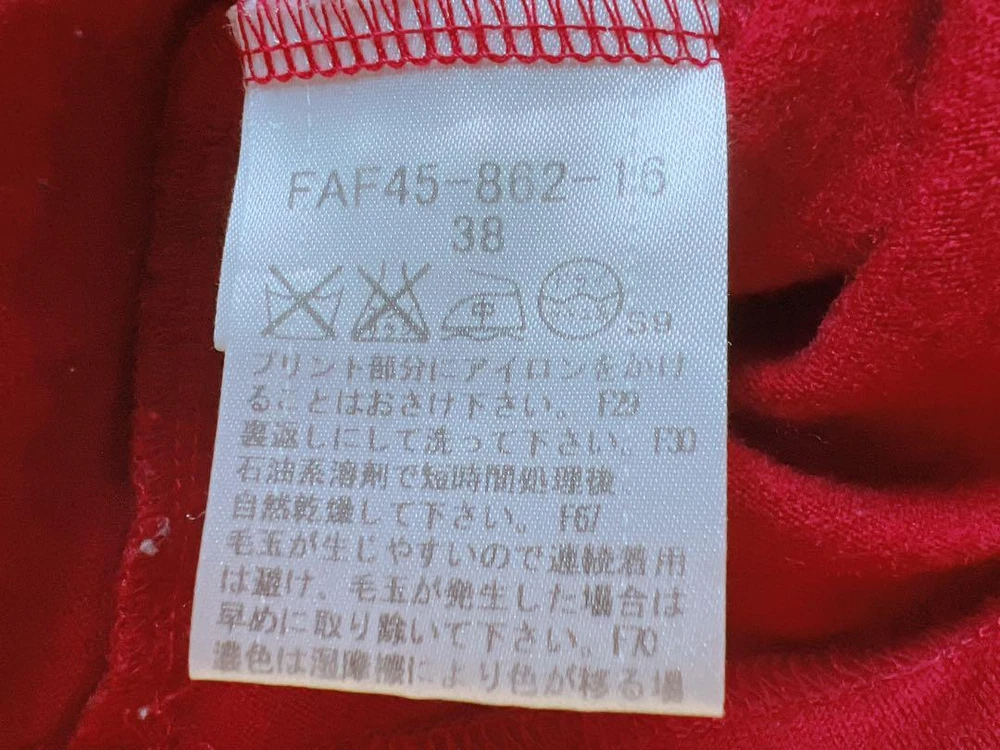 FAF45-862-16
38
中 S9
プリント部分にアイロンをかけ
ることはおさけ下さい。 F29
裏返しにして洗って下さい。 F30
石油系溶剤で短時間処理後
自然乾燥して下さい。 F67
毛玉が生じやすいので連続着用
は避け、毛玉が発生した場合は
早めに取り除いて下さい。 F70
濃色は湿摩擦により色が移る場